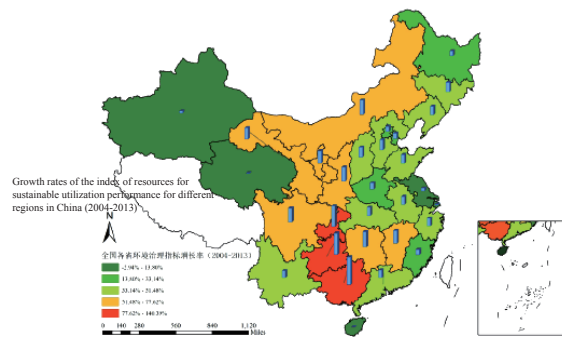 Growth rates of the index of resources for
sustainable utilization performance for different
regions in China (2004-2013)
N
全国各省环境治理指标增长率（2004-2013）
-2.98% - 13.80%
13.80% - 33.14%
33.14% - 51.48%
51.48% - 77.62%
77.62% - 140.39%
0 140 280 560 840 1,120
Miles